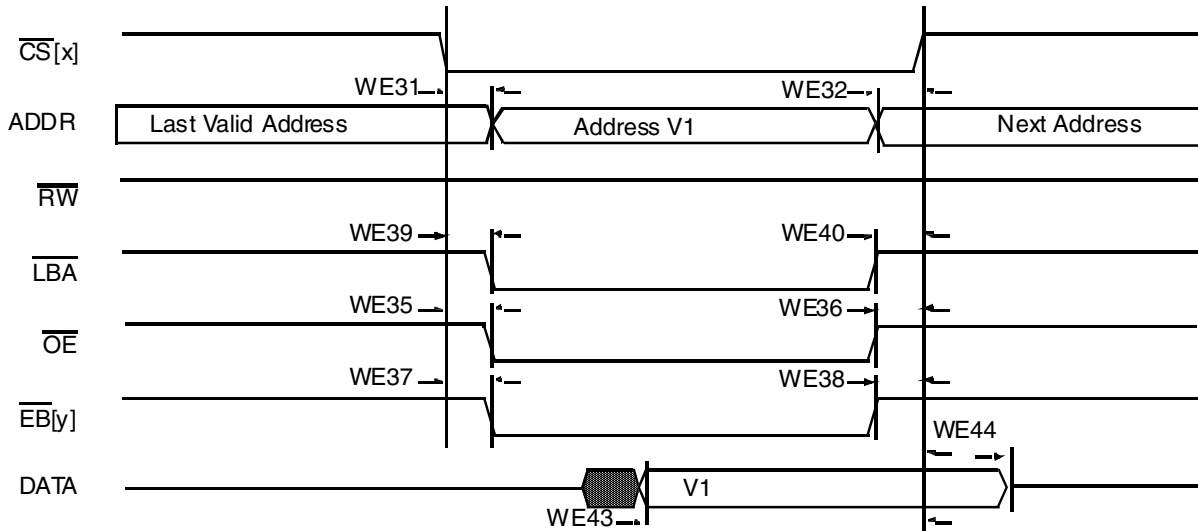 CS[x]
WE31
WE32
ADDR
Last Valid Address
Address V1
Next Address
RW
WE39
WE40
LBA
WE35
WE36
OE
WE37
WE38
EB[y]
WE44
DATA
V1
WE43